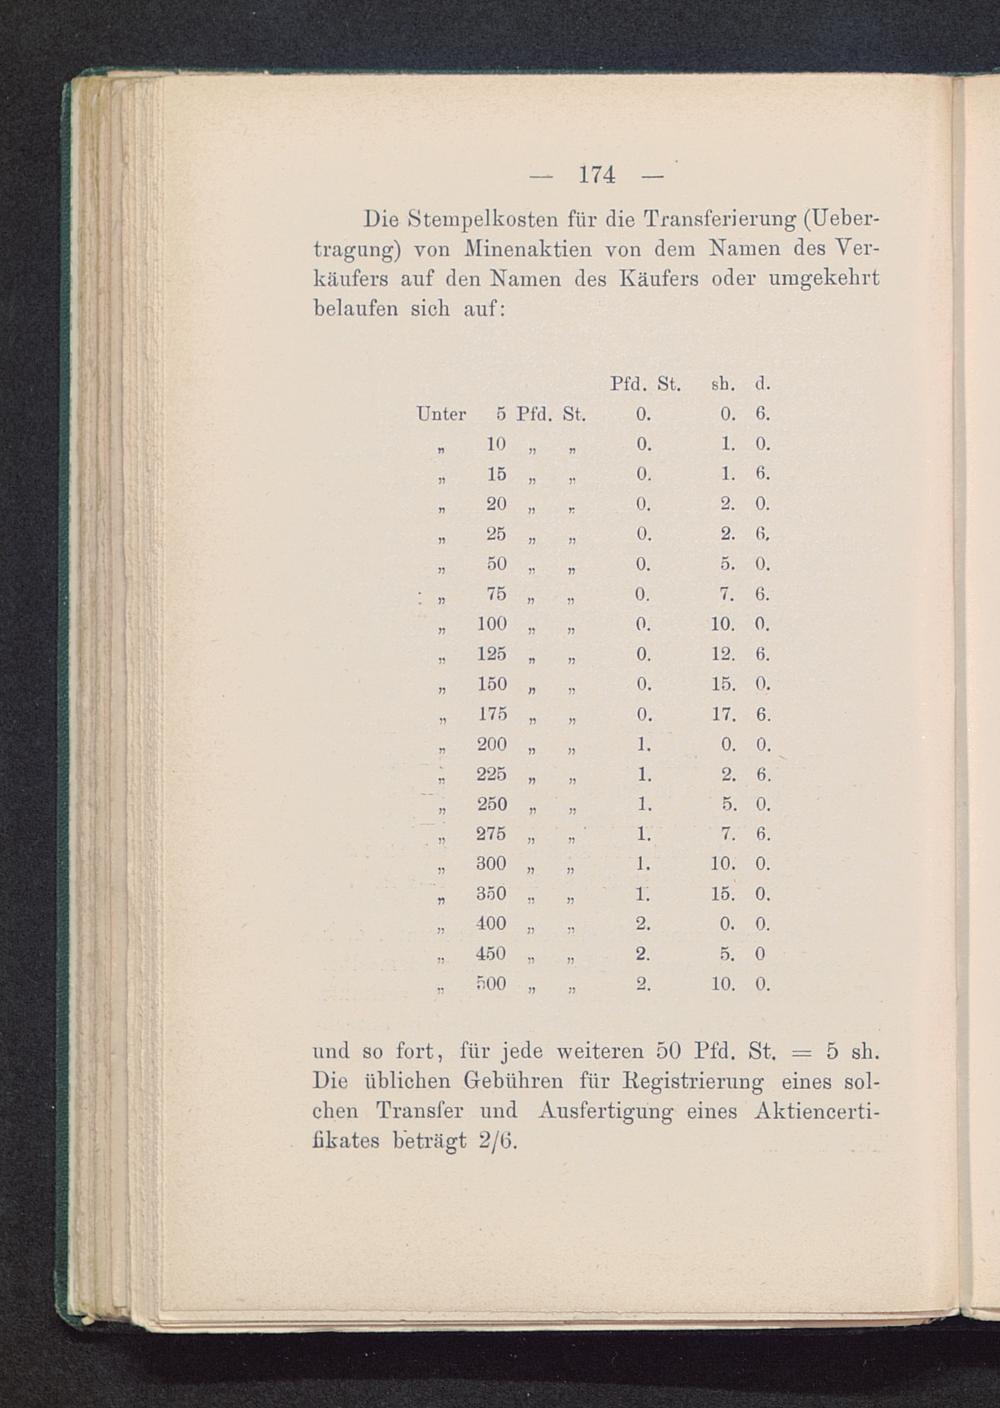 — 174 —
Die Stempelkosten für die Transferierung (Ueber-
tragung) von Minenaktien von dem Namen des Ver-
käufers auf den Namen des Käufers oder umgekehrt
belaufen sich auf:
Pfd. St. sh. d.
Unter 5 Pfd. St. 0. 0. 6.
„ 10 „ „ 0. 1. 0.
„ 15 „ „ 0. 1. 6.
„ 20 „ „ 0. 2. 0.
„ 25 „ „ 0. 2. 6.
„ 50 „ „ 0. 5. 0.
„ 75 „ „ 0. 7. 6.
„ 100 „ „ 0. 10. 0.
„ 125 „ „ 0. 12. 6.
„ 150 „ „ 0. 15. 0.
„ 175 „ „ 0. 17. 6.
„ 200 „ „ 1. 0. 0.
„ 225 „ „ 1. 2. 6.
„ 250 „ „ 1. 5. 0.
„ 275 „ „ 1. 7. 6.
„ 300 „ „ 1. 10. 0.
„ 350 „ „ 1. 15. 0.
„ 400 „ „ 2. 0. 0.
„ 450 „ „ 2. 5. 0
„ 500 „ „ 2. 10. 0.
und so fort, für jede weiteren 50 Pfd. St. = 5 sh.
Die üblichen Gebühren für Registrierung eines sol-
chen Transfer und Ausfertigung eines Aktiencerti-
fikates beträgt 2/6.